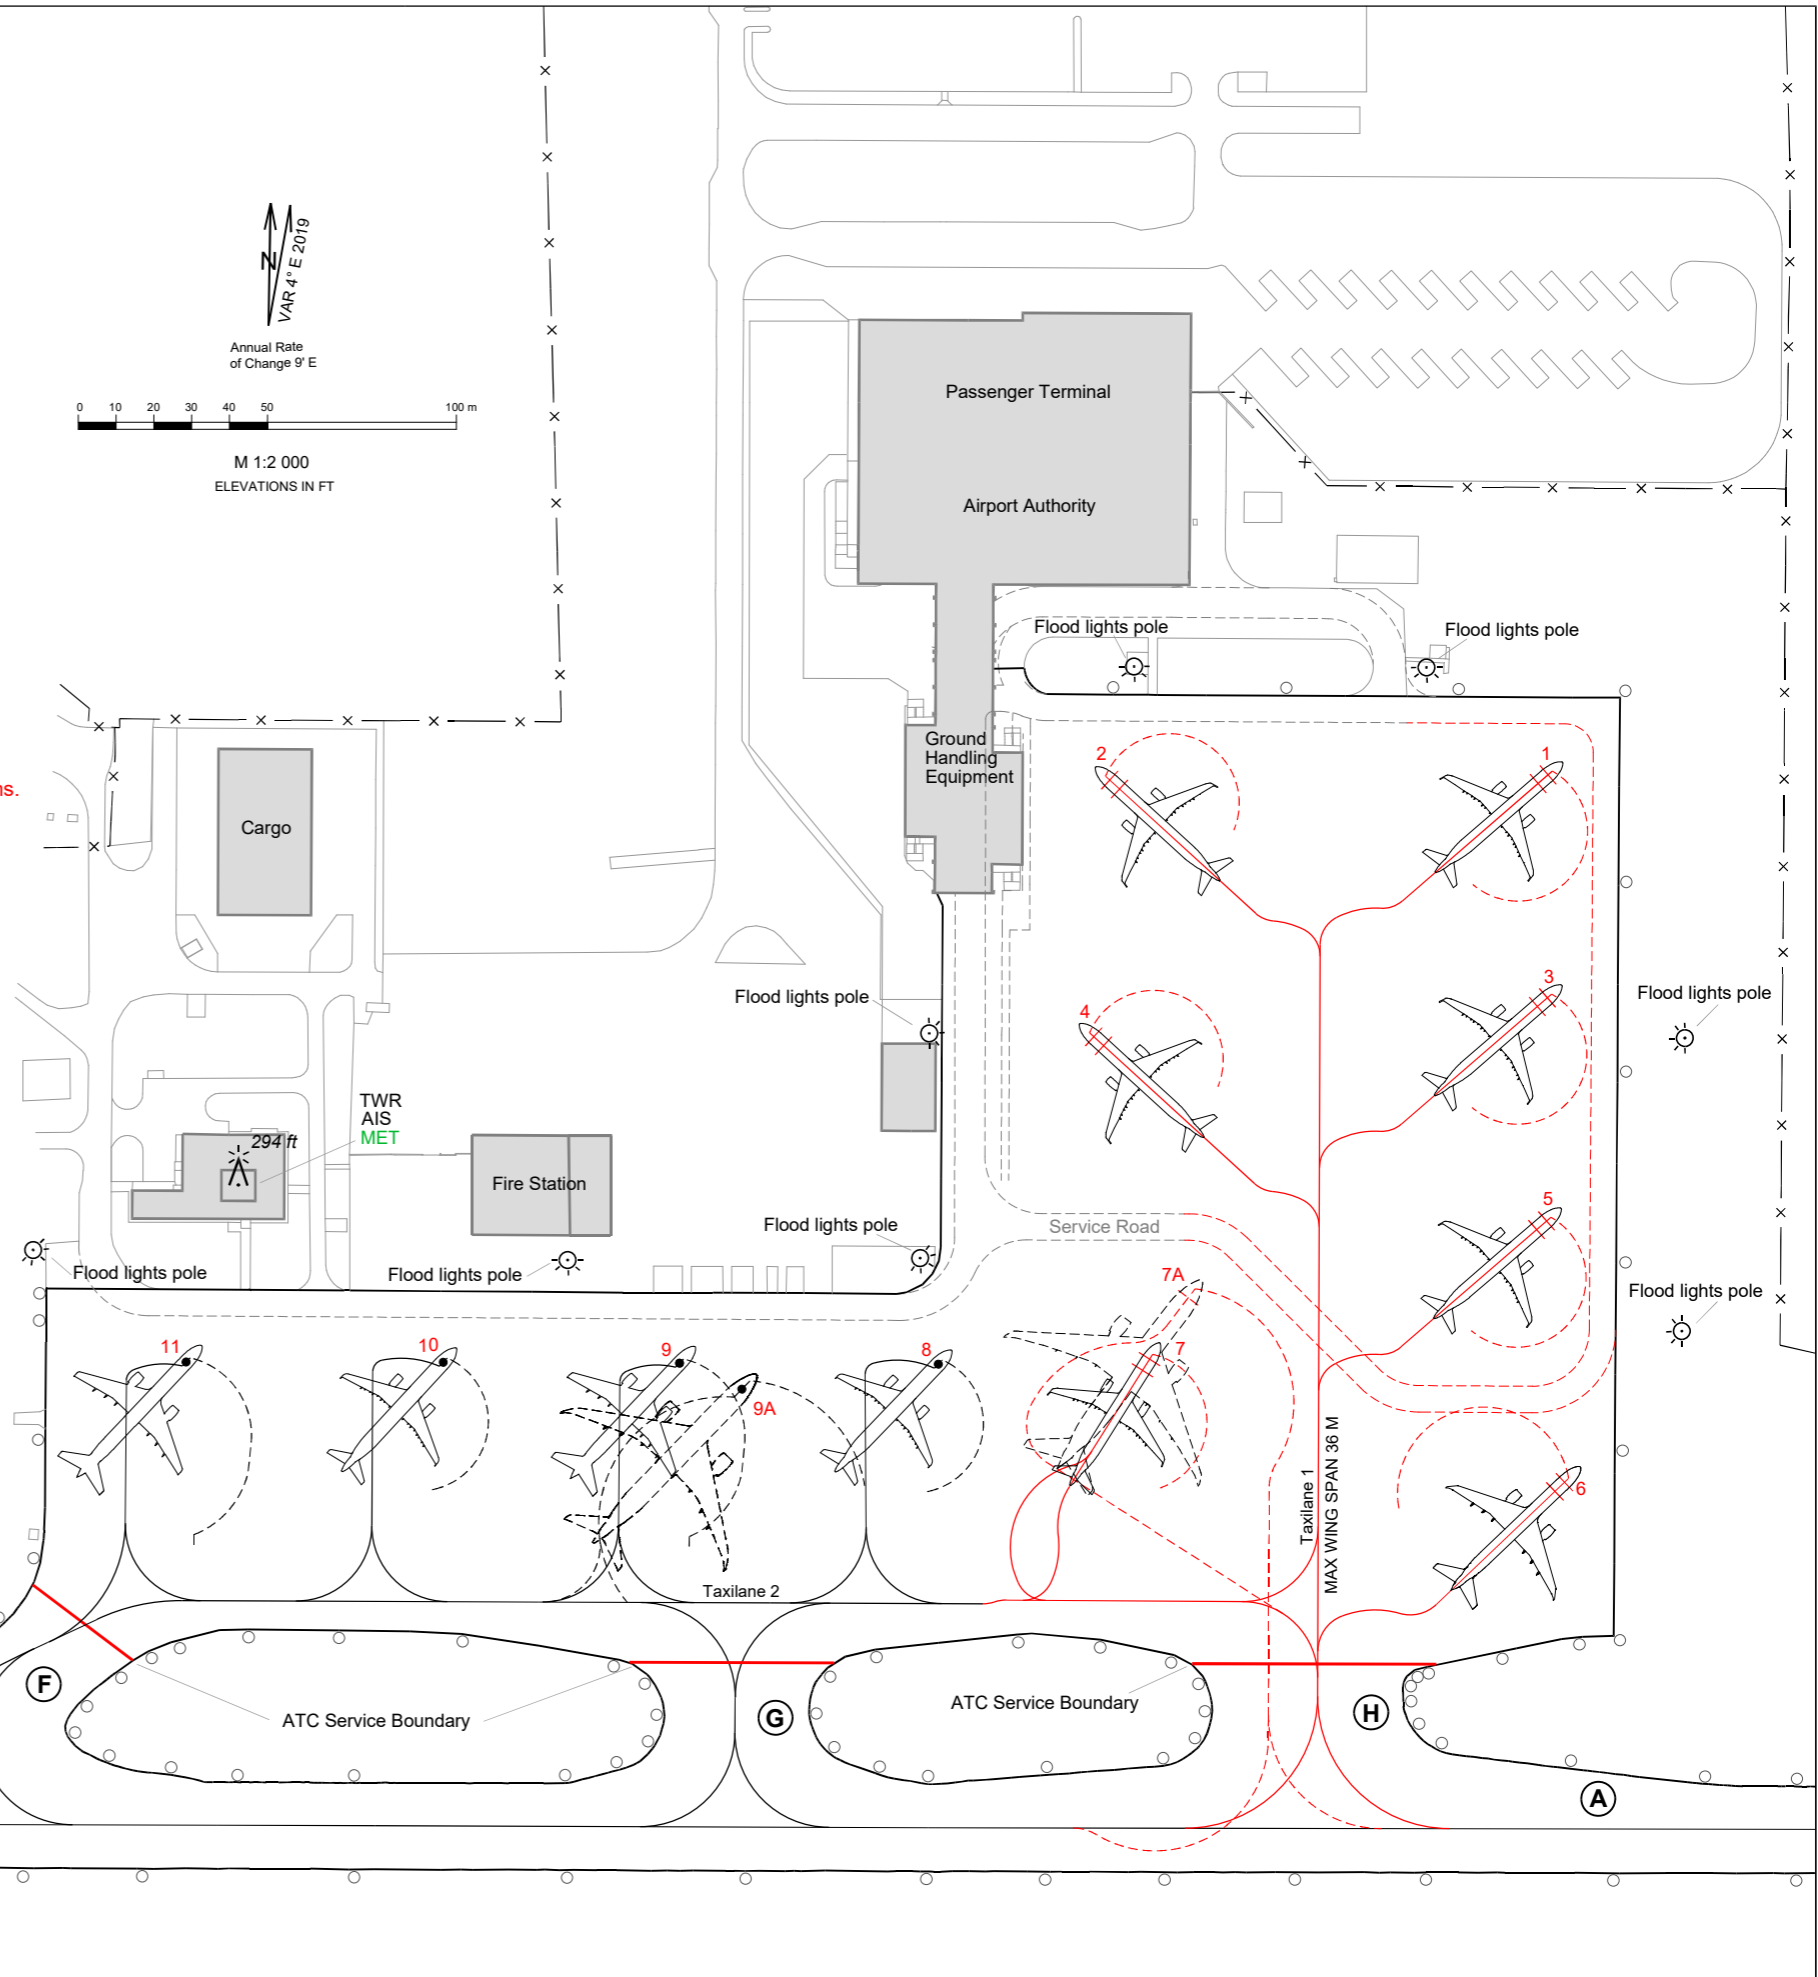 N
VAR 4° E 2019
Annual Rate
of Change 9' E
0 10 20 30 40 50 100 m
M 1:2 000
ELEVATIONS IN FT
Passenger Terminal
Airport Authority
Flood lights pole
Flood lights pole
Ground
Handling
Equipment
2
1
ns.
Cargo
3
4
Flood lights pole
Flood lights pole
TWR
AIS
MET
294 ft
Fire Station
5
Flood lights pole
Service Road
Flood lights pole
Flood lights pole
7A
Flood lights pole
11
10
9
8
7
9A
6
Taxilane 1
MAX WING SPAN 36 M
Taxilane 2
F
ATC Service Boundary
G
ATC Service Boundary
H
A